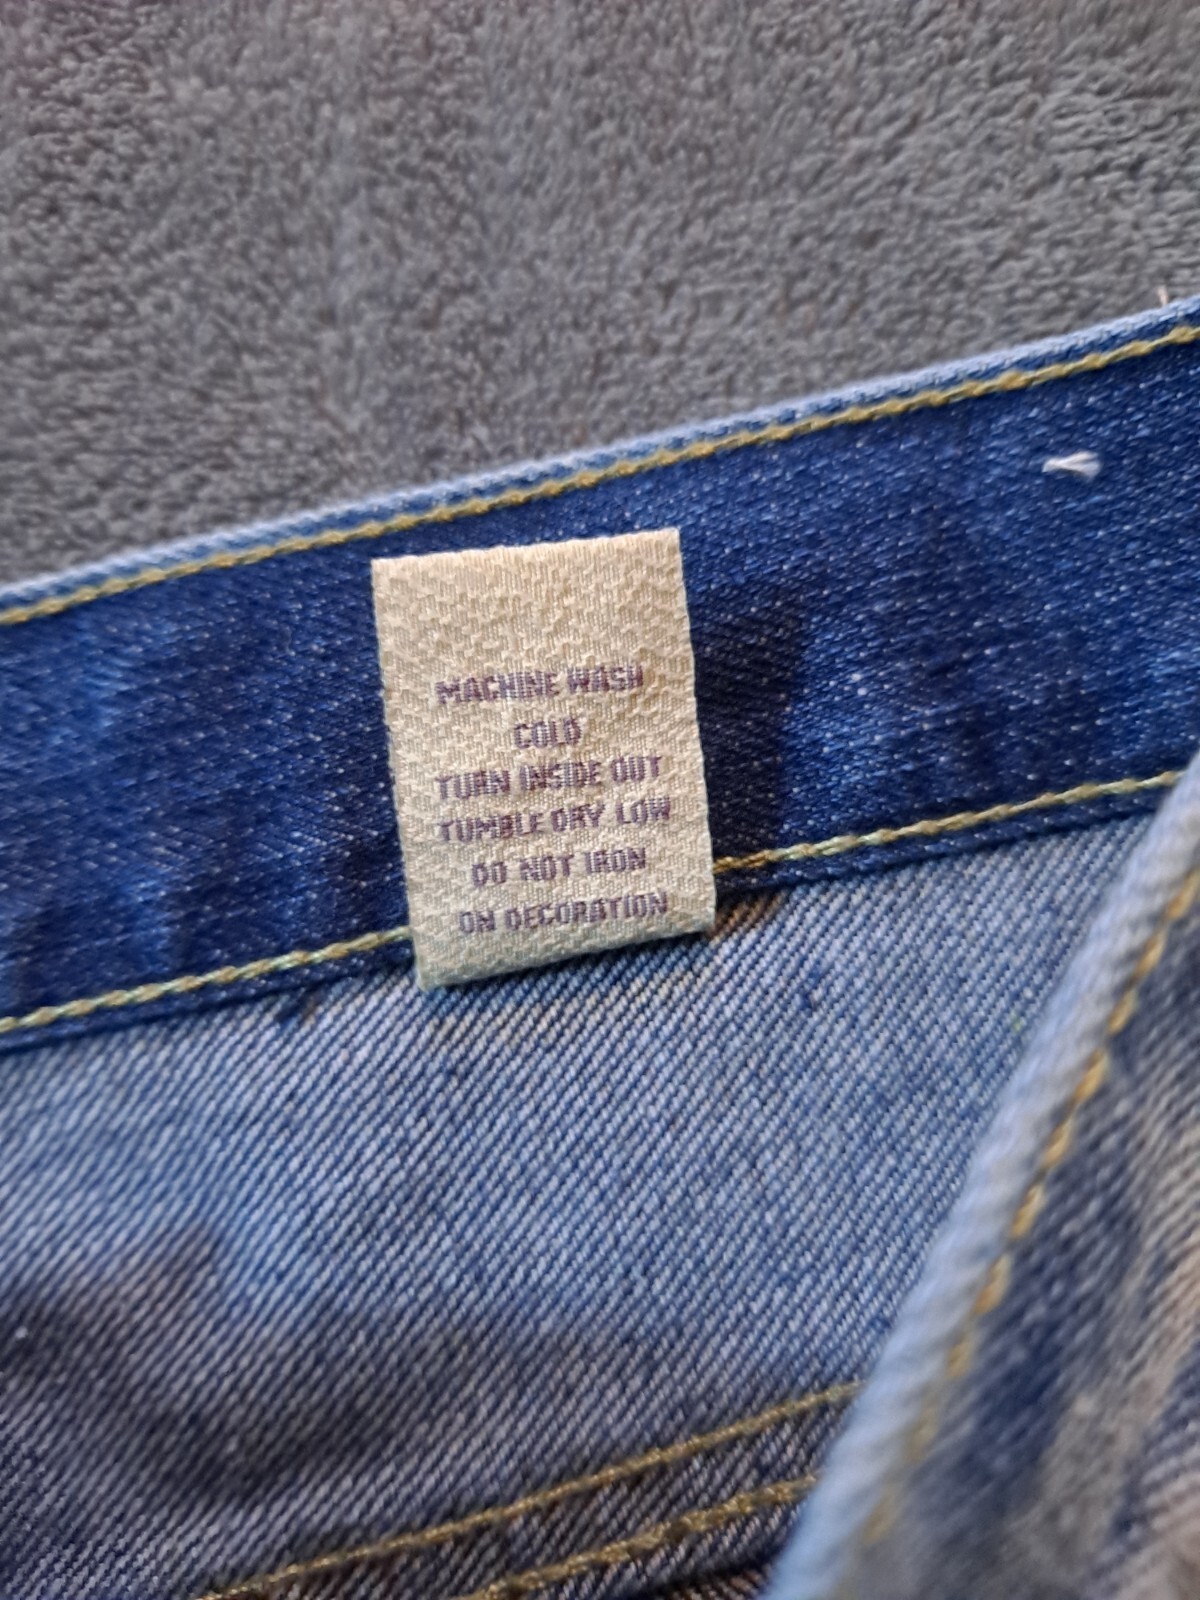 MACHINE WASH
COLD
TURN INSIDE OUT
TUMBLE DRY LOW
DO NOT IRON
ON DECORATION